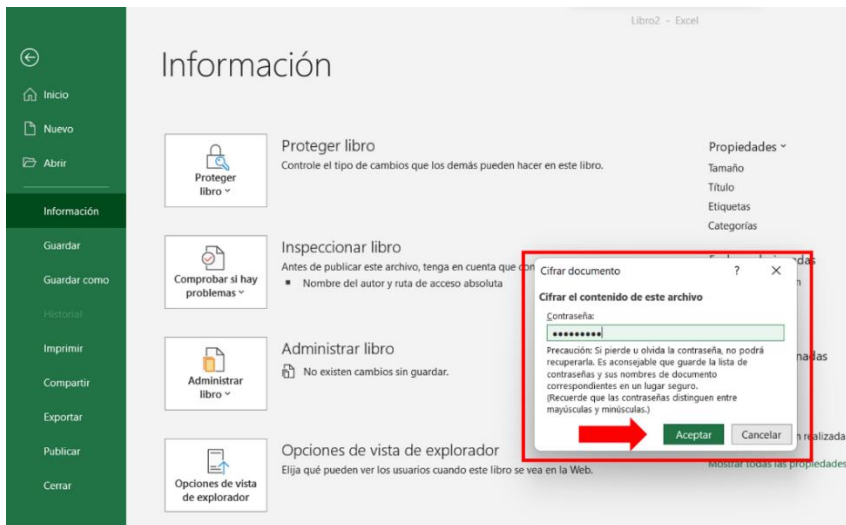 Libro2 - Excel
Información
Inicio
Nuevo
Abrir
Información
Guardar
Guardar como
Historial
Imprimir
Compartir
Exportar
Publicar
Cerrar
Proteger
libro
Proteger libro
Controle el tipo de cambios que los demás pueden hacer en este libro.
Comprobar si hay
problemas
Inspeccionar libro
Antes de publicar este archivo, tenga en cuenta que
Nombre del autor y ruta de acceso absoluta
Administrar
libro
Administrar libro
No existen cambios sin guardar.
Opciones de vista
de explorador
Opciones de vista de explorador
Elija qué pueden ver los usuarios cuando este libro se vea en la Web.
Propiedades
Tamaño
Título
Etiquetas
Categorías
Cifrar documento ? X
Cifrar el contenido de este archivo
Contraseña:
•••••••••
Precaución: Si pierde u olvida la contraseña, no podrá
recuperarla. Es aconsejable que guarde la lista de
contraseñas y sus nombres de documento
correspondientes en un lugar seguro.
(Recuerde que las contraseñas distinguen entre
mayúsculas y minúsculas.)
Aceptar Cancelar
Mostrar todas las propiedades